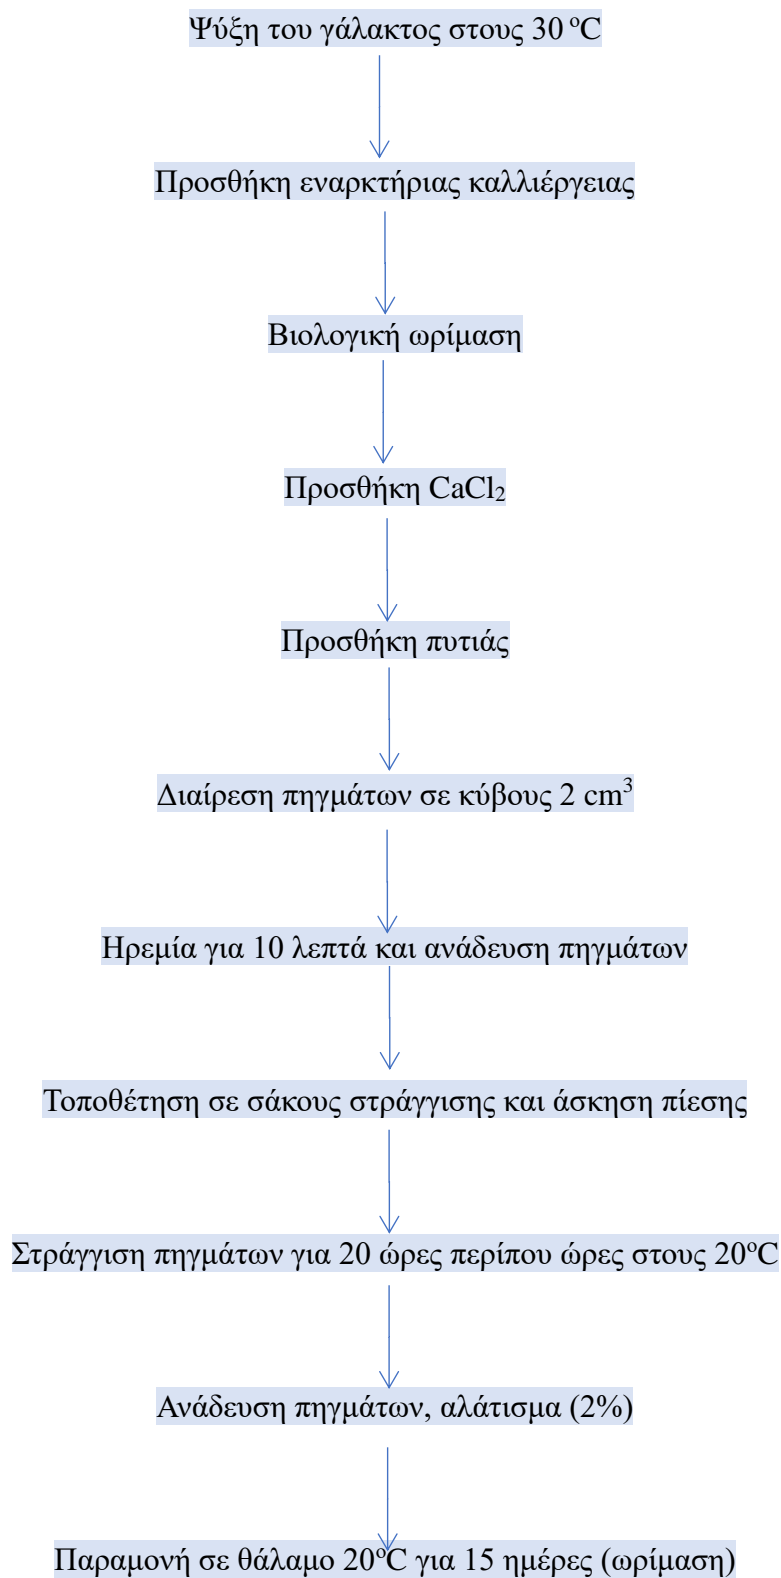 Ψύξη του γάλακτος στους 30 ºC
Προσθήκη εναρκτήριας καλλιέργειας
Βιολογική ωρίμαση
Προσθήκη CaCl₂
Προσθήκη πυτιάς
Διαίρεση πηγμάτων σε κύβους 2 cm³
Ηρεμία για 10 λεπτά και ανάδευση πηγμάτων
Τοποθέτηση σε σάκους στράγγισης και άσκηση πίεσης
Στράγγιση πηγμάτων για 20 ώρες περίπου ώρες στους 20ºC
Ανάδευση πηγμάτων, αλάτισμα (2%)
Παραμονή σε θάλαμο 20ºC για 15 ημέρες (ωρίμαση)